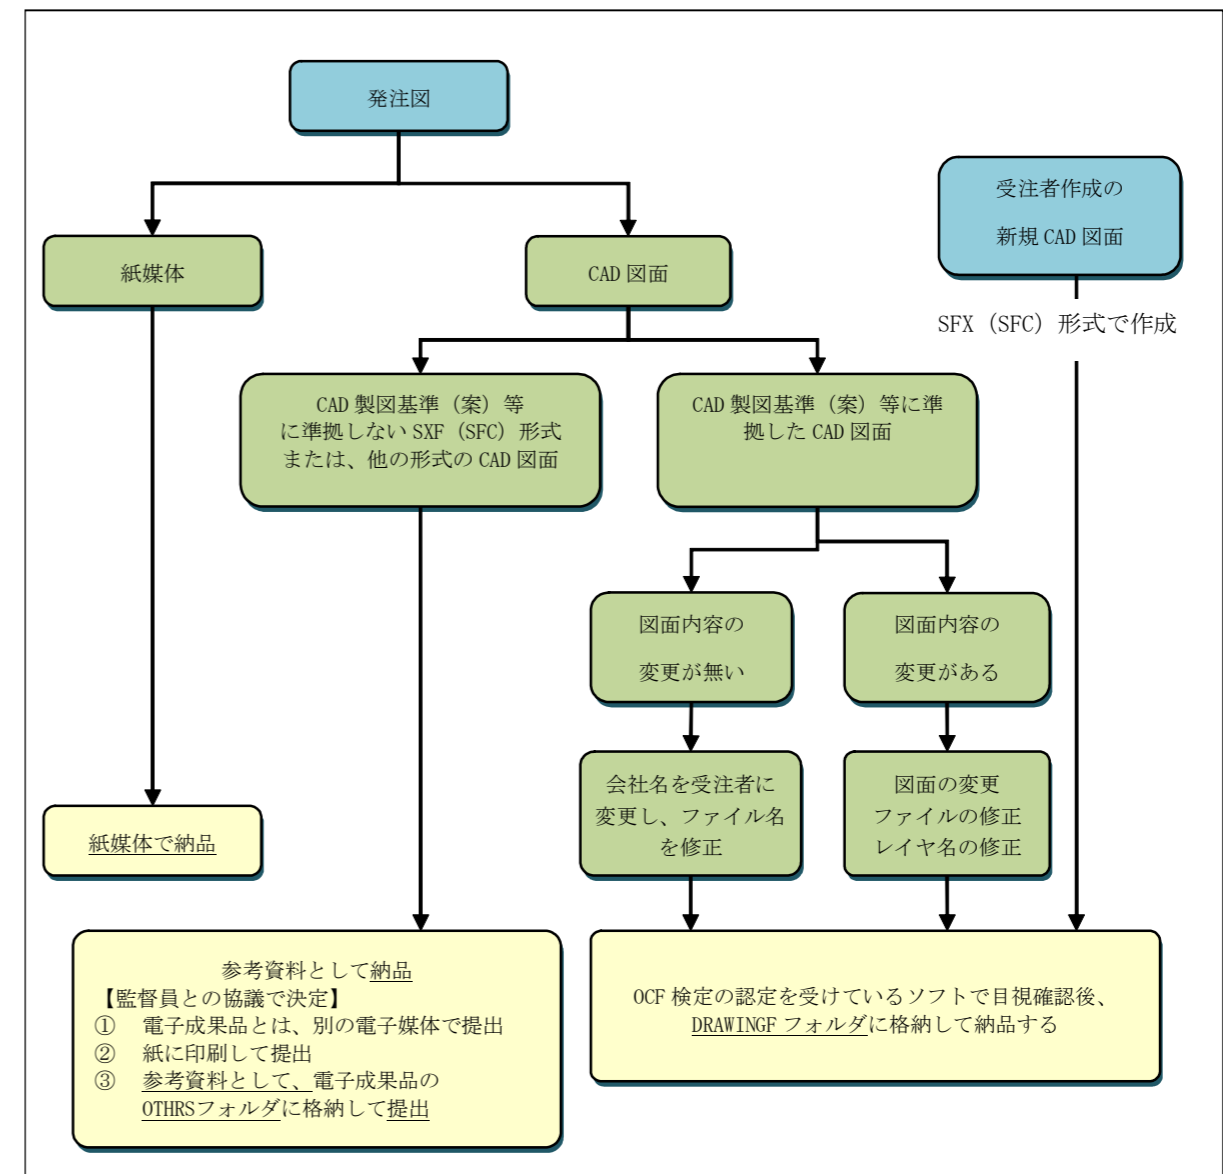 発注図
受注者作成の
新規 CAD 図面
紙媒体
CAD 図面
SFX（SFC）形式で作成
CAD 製図基準（案）等
に準拠しない SXF（SFC）形式
または、他の形式の CAD 図面
CAD 製図基準（案）等に準
拠した CAD 図面
図面内容の
変更が無い
図面内容の
変更がある
会社名を受注者に
変更し、ファイル名
を修正
図面の変更
ファイルの修正
レイヤ名の修正
紙媒体で納品
参考資料として納品
【監督員との協議で決定】
① 電子成果品とは、別の電子媒体で提出
② 紙に印刷して提出
③ 参考資料として、電子成果品の
OTHRSフォルダに格納して提出
OCF 検定の認定を受けているソフトで目視確認後、
DRAWINGF フォルダに格納して納品する